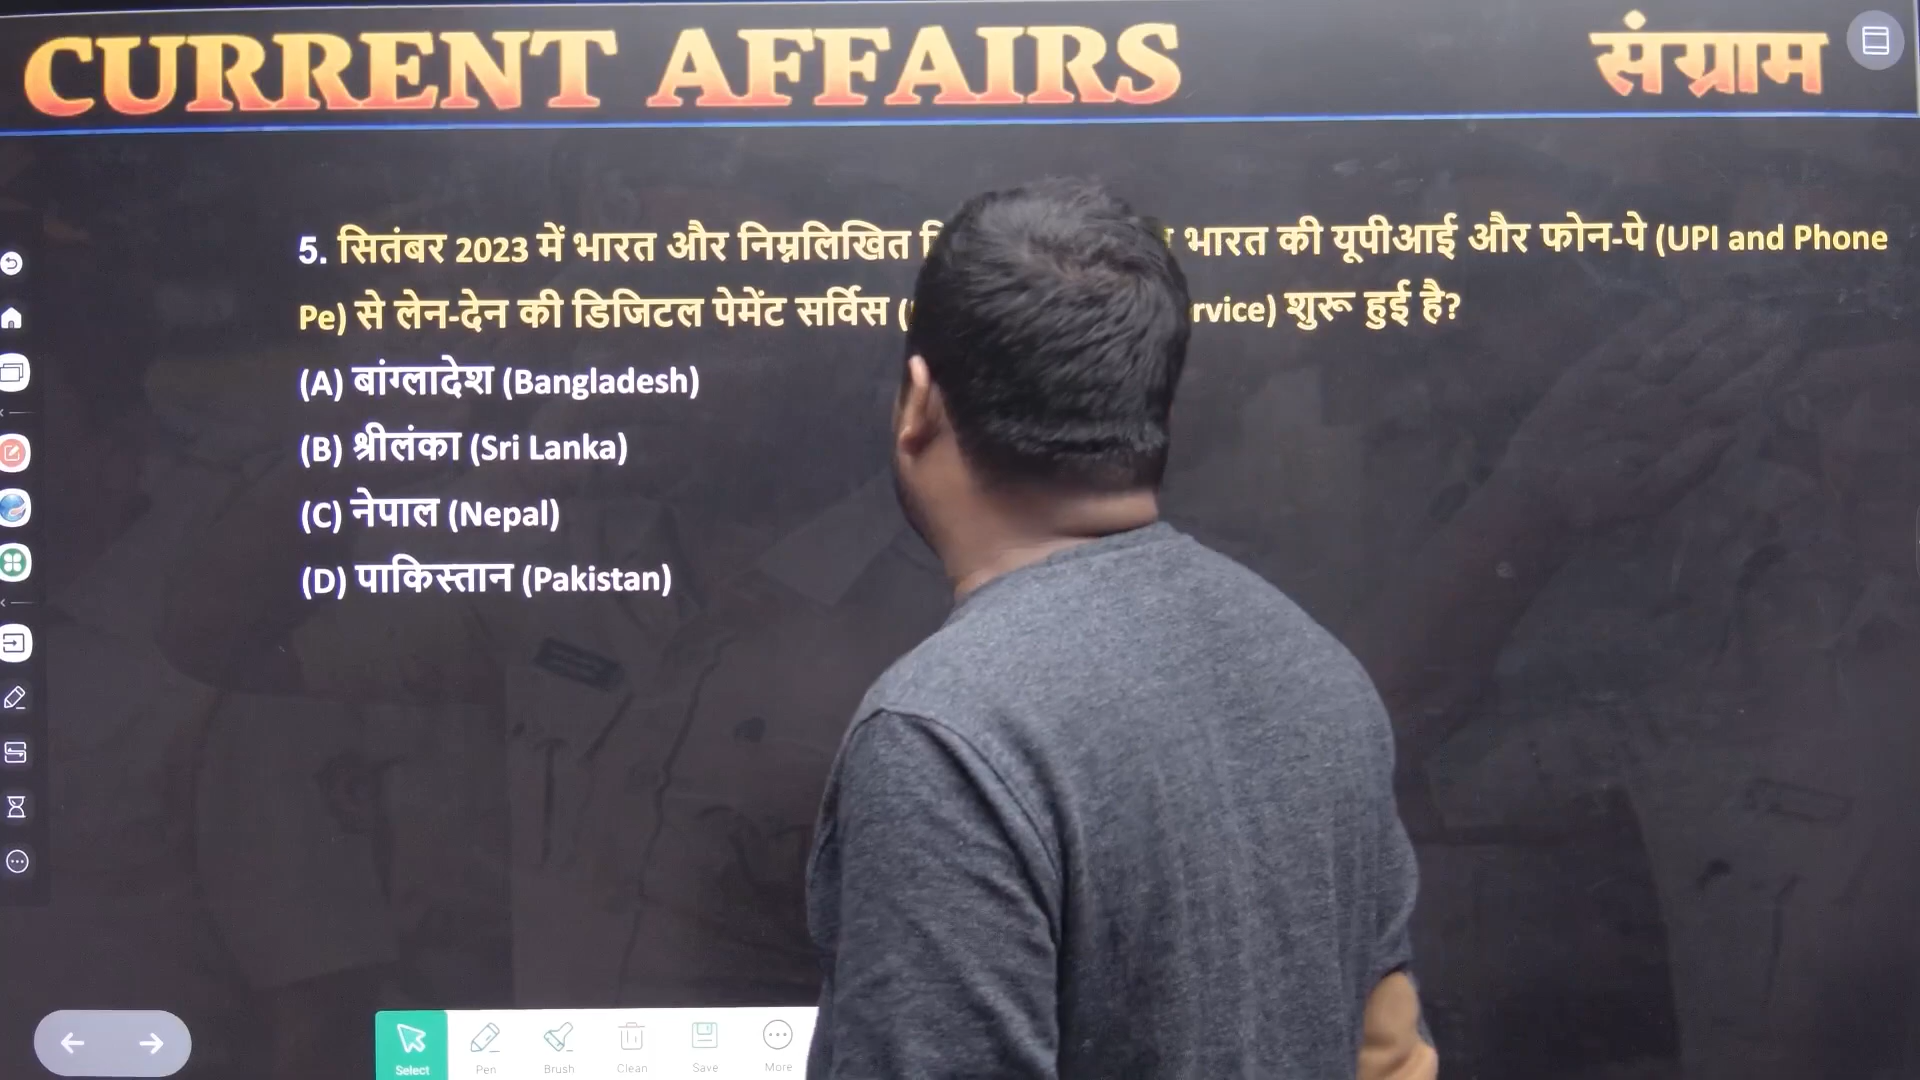 CURRENT AFFAIRS
संग्राम
5. सितंबर 2023 में भारत और निम्नलिखित भारत की यूपीआई और फोन-पे (UPI and Phone
Pe) से लेन-देन की डिजिटल पेमेंट सर्विस शुरू हुई है?
(A) बांग्लादेश (Bangladesh)
(B) श्रीलंका (Sri Lanka)
(C) नेपाल (Nepal)
(D) पाकिस्तान (Pakistan)
Select
Pen
Brush
Clean
Save
More